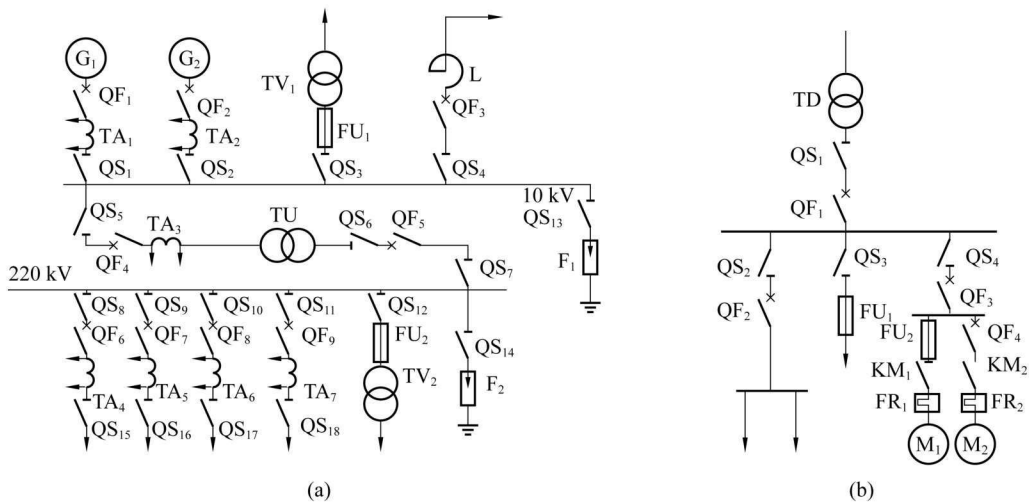 G₁ G₂ TV₁ L TD
QF₁ QF₂ FU₁ QF₃
TA₁ TA₂ QS₁
QS₁ QS₂ QS₃ QS₄
10 kV QF₁
QS₅ TA₃ TU QS₆ QF₅ QS₁₃
QF₄ F₁ QS₂ QS₃ QS₄
220 kV QS₇
QS₈ QS₉ QS₁₀ QS₁₁ QS₁₂ QF₂ FU₁ QF₃
QF₆ QF₇ QF₈ QF₉ FU₂ QS₁₄ FU₂ QF₄
TV₂ F₂ KM₁ KM₂
TA₄ TA₅ TA₆ TA₇ FR₁ FR₂
QS₁₅ QS₁₆ QS₁₇ QS₁₈ M₁ M₂
(a) (b)